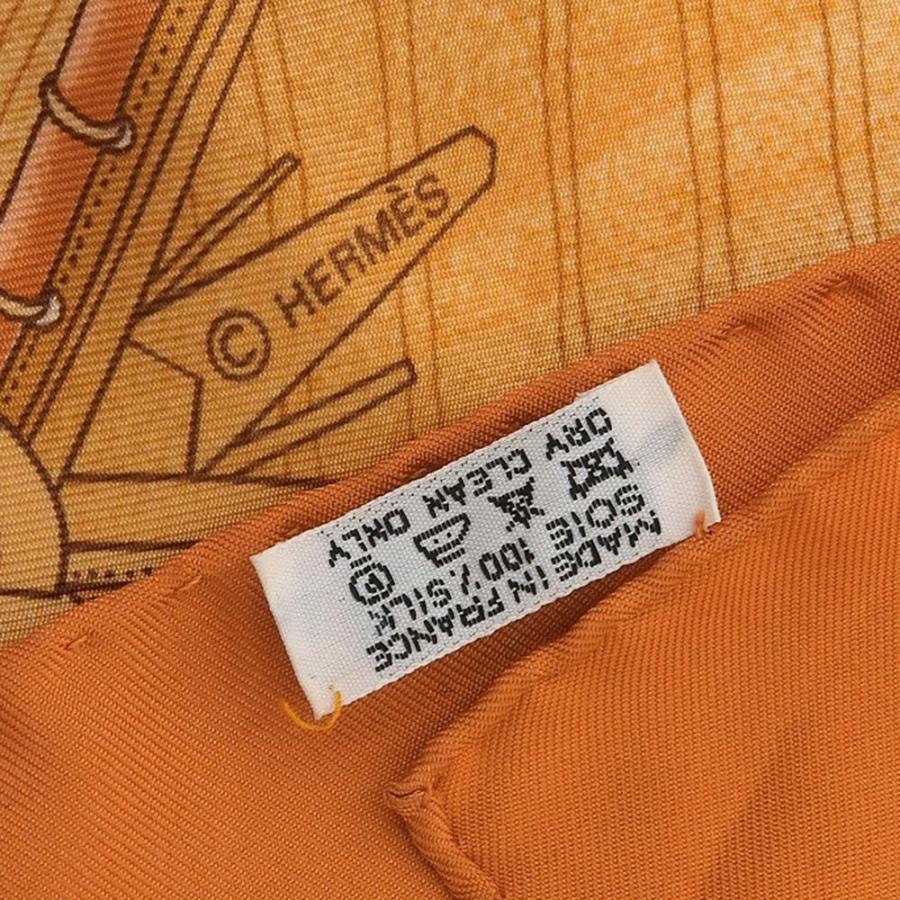 © HERMÈS
MADE IN FRANCE
SOIE 100% SILK
DRY CLEAN ONLY